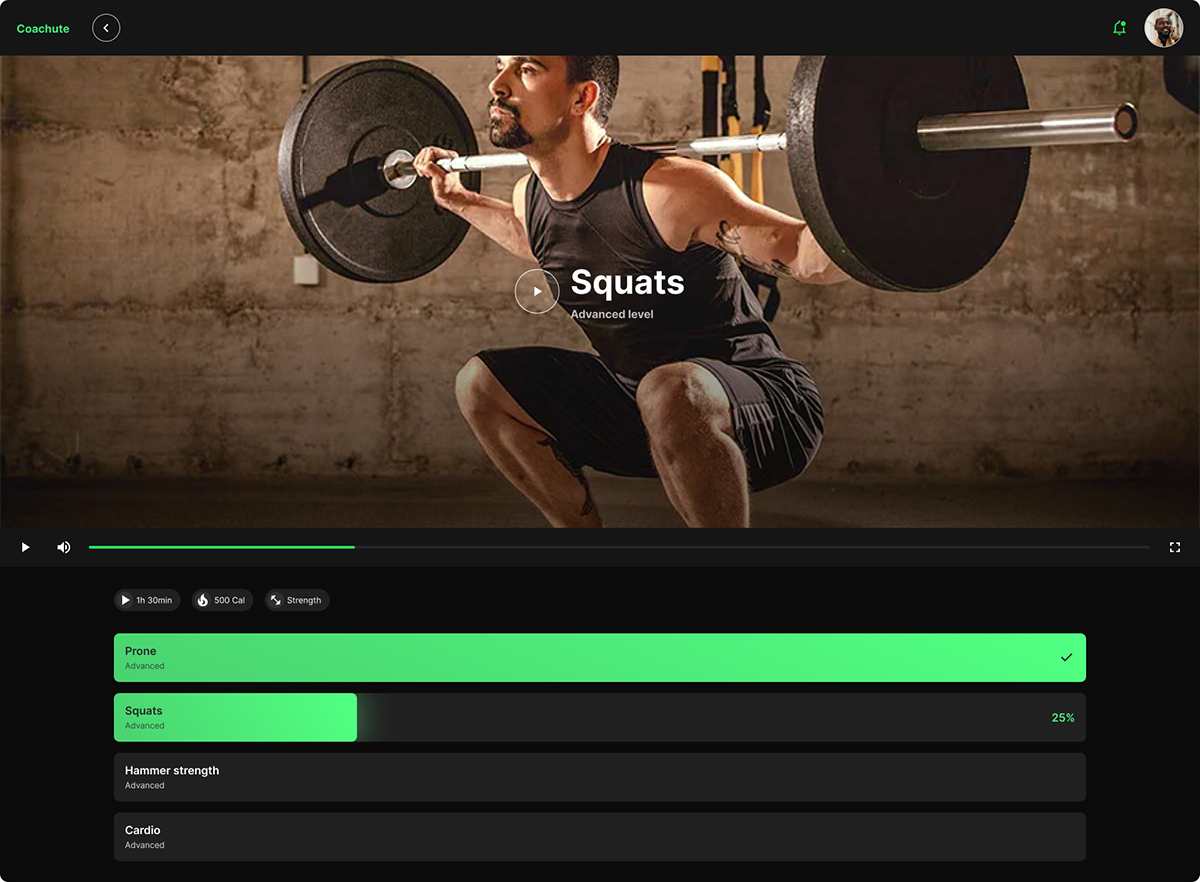 Coachute
Squats
Advanced level
1h 30min
500 Cal
Strength
Prone
Advanced
Squats
Advanced
25%
Hammer strength
Advanced
Cardio
Advanced